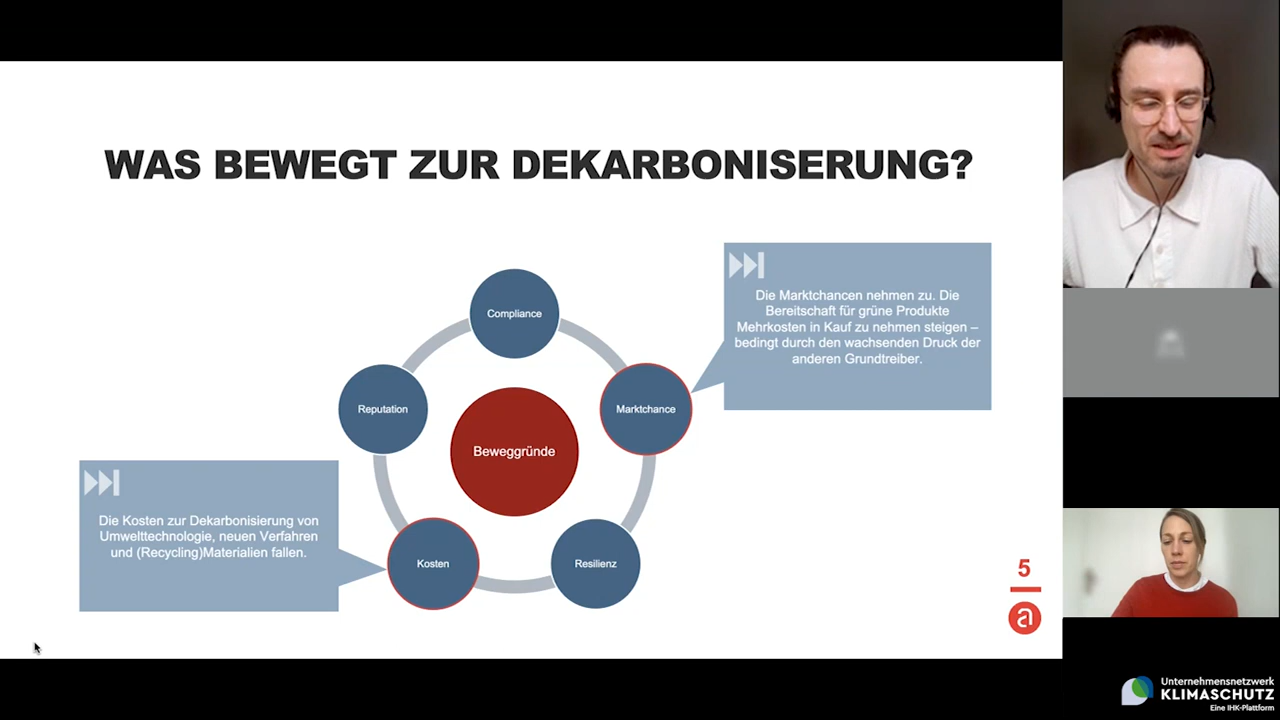 WAS BEWEGT ZUR DEKARBONISERUNG?
Compliance
Die Marktchancen nehmen zu. Die
Bereitschaft für grüne Produkte
Mehrkosten in Kauf zu nehmen steigen –
bedingt durch den wachsenden Druck der
anderen Grundtreiber.
Reputation
Marktchance
Beweggründe
Die Kosten zur Dekarbonisierung von
Umwelttechnologie, neuen Verfahren
und (Recycling)Materialien fallen.
Kosten
Resilienz
5
a
Unternehmensnetzwerk
KLIMASCHUTZ
Eine IHK-Plattform